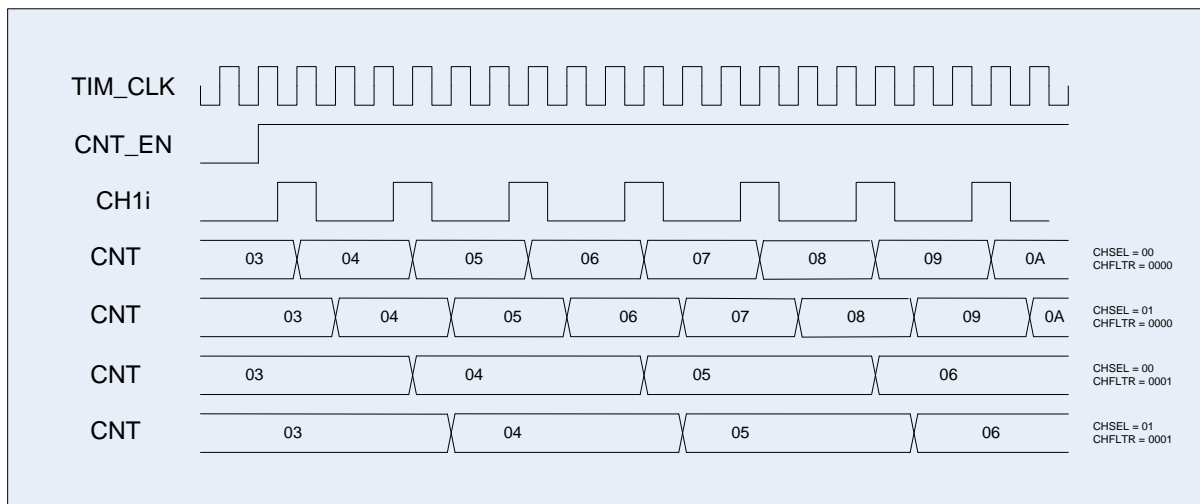 TIM_CLK
CNT_EN
CH1i
CNT 03 04 05 06 07 08 09 0A
CHSEL = 00
CHFLTR = 0000
CNT 03 04 05 06 07 08 09 0A
CHSEL = 01
CHFLTR = 0000
CNT 03 04 05 06
CHSEL = 00
CHFLTR = 0001
CNT 03 04 05 06
CHSEL = 01
CHFLTR = 0001